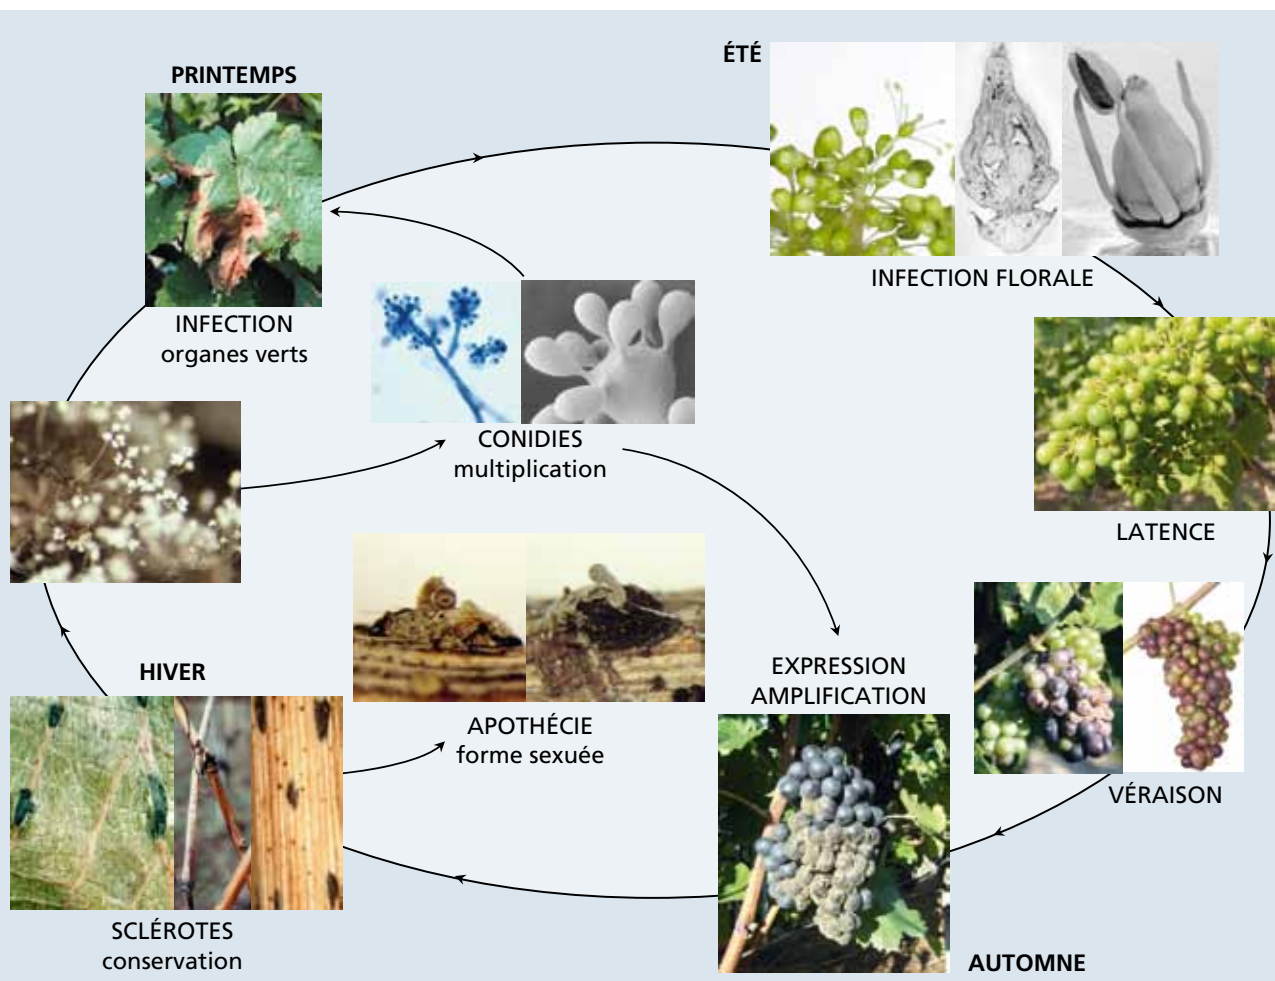 PRINTEMPS
ÉTÉ
INFECTION
organes verts
INFECTION FLORALE
CONIDIES
multiplication
LATENCE
HIVER
APOTHÉCIE
forme sexuée
EXPRESSION
AMPLIFICATION
VÉRAISON
SCLÉROTES
conservation
AUTOMNE